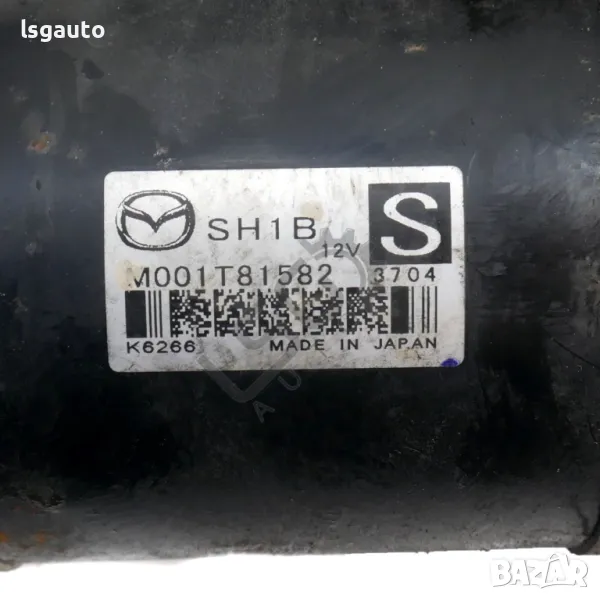 lsgauto
SH1B
12V
S
M001T81582
3704
K6266
MADE IN JAPAN
BAZAR